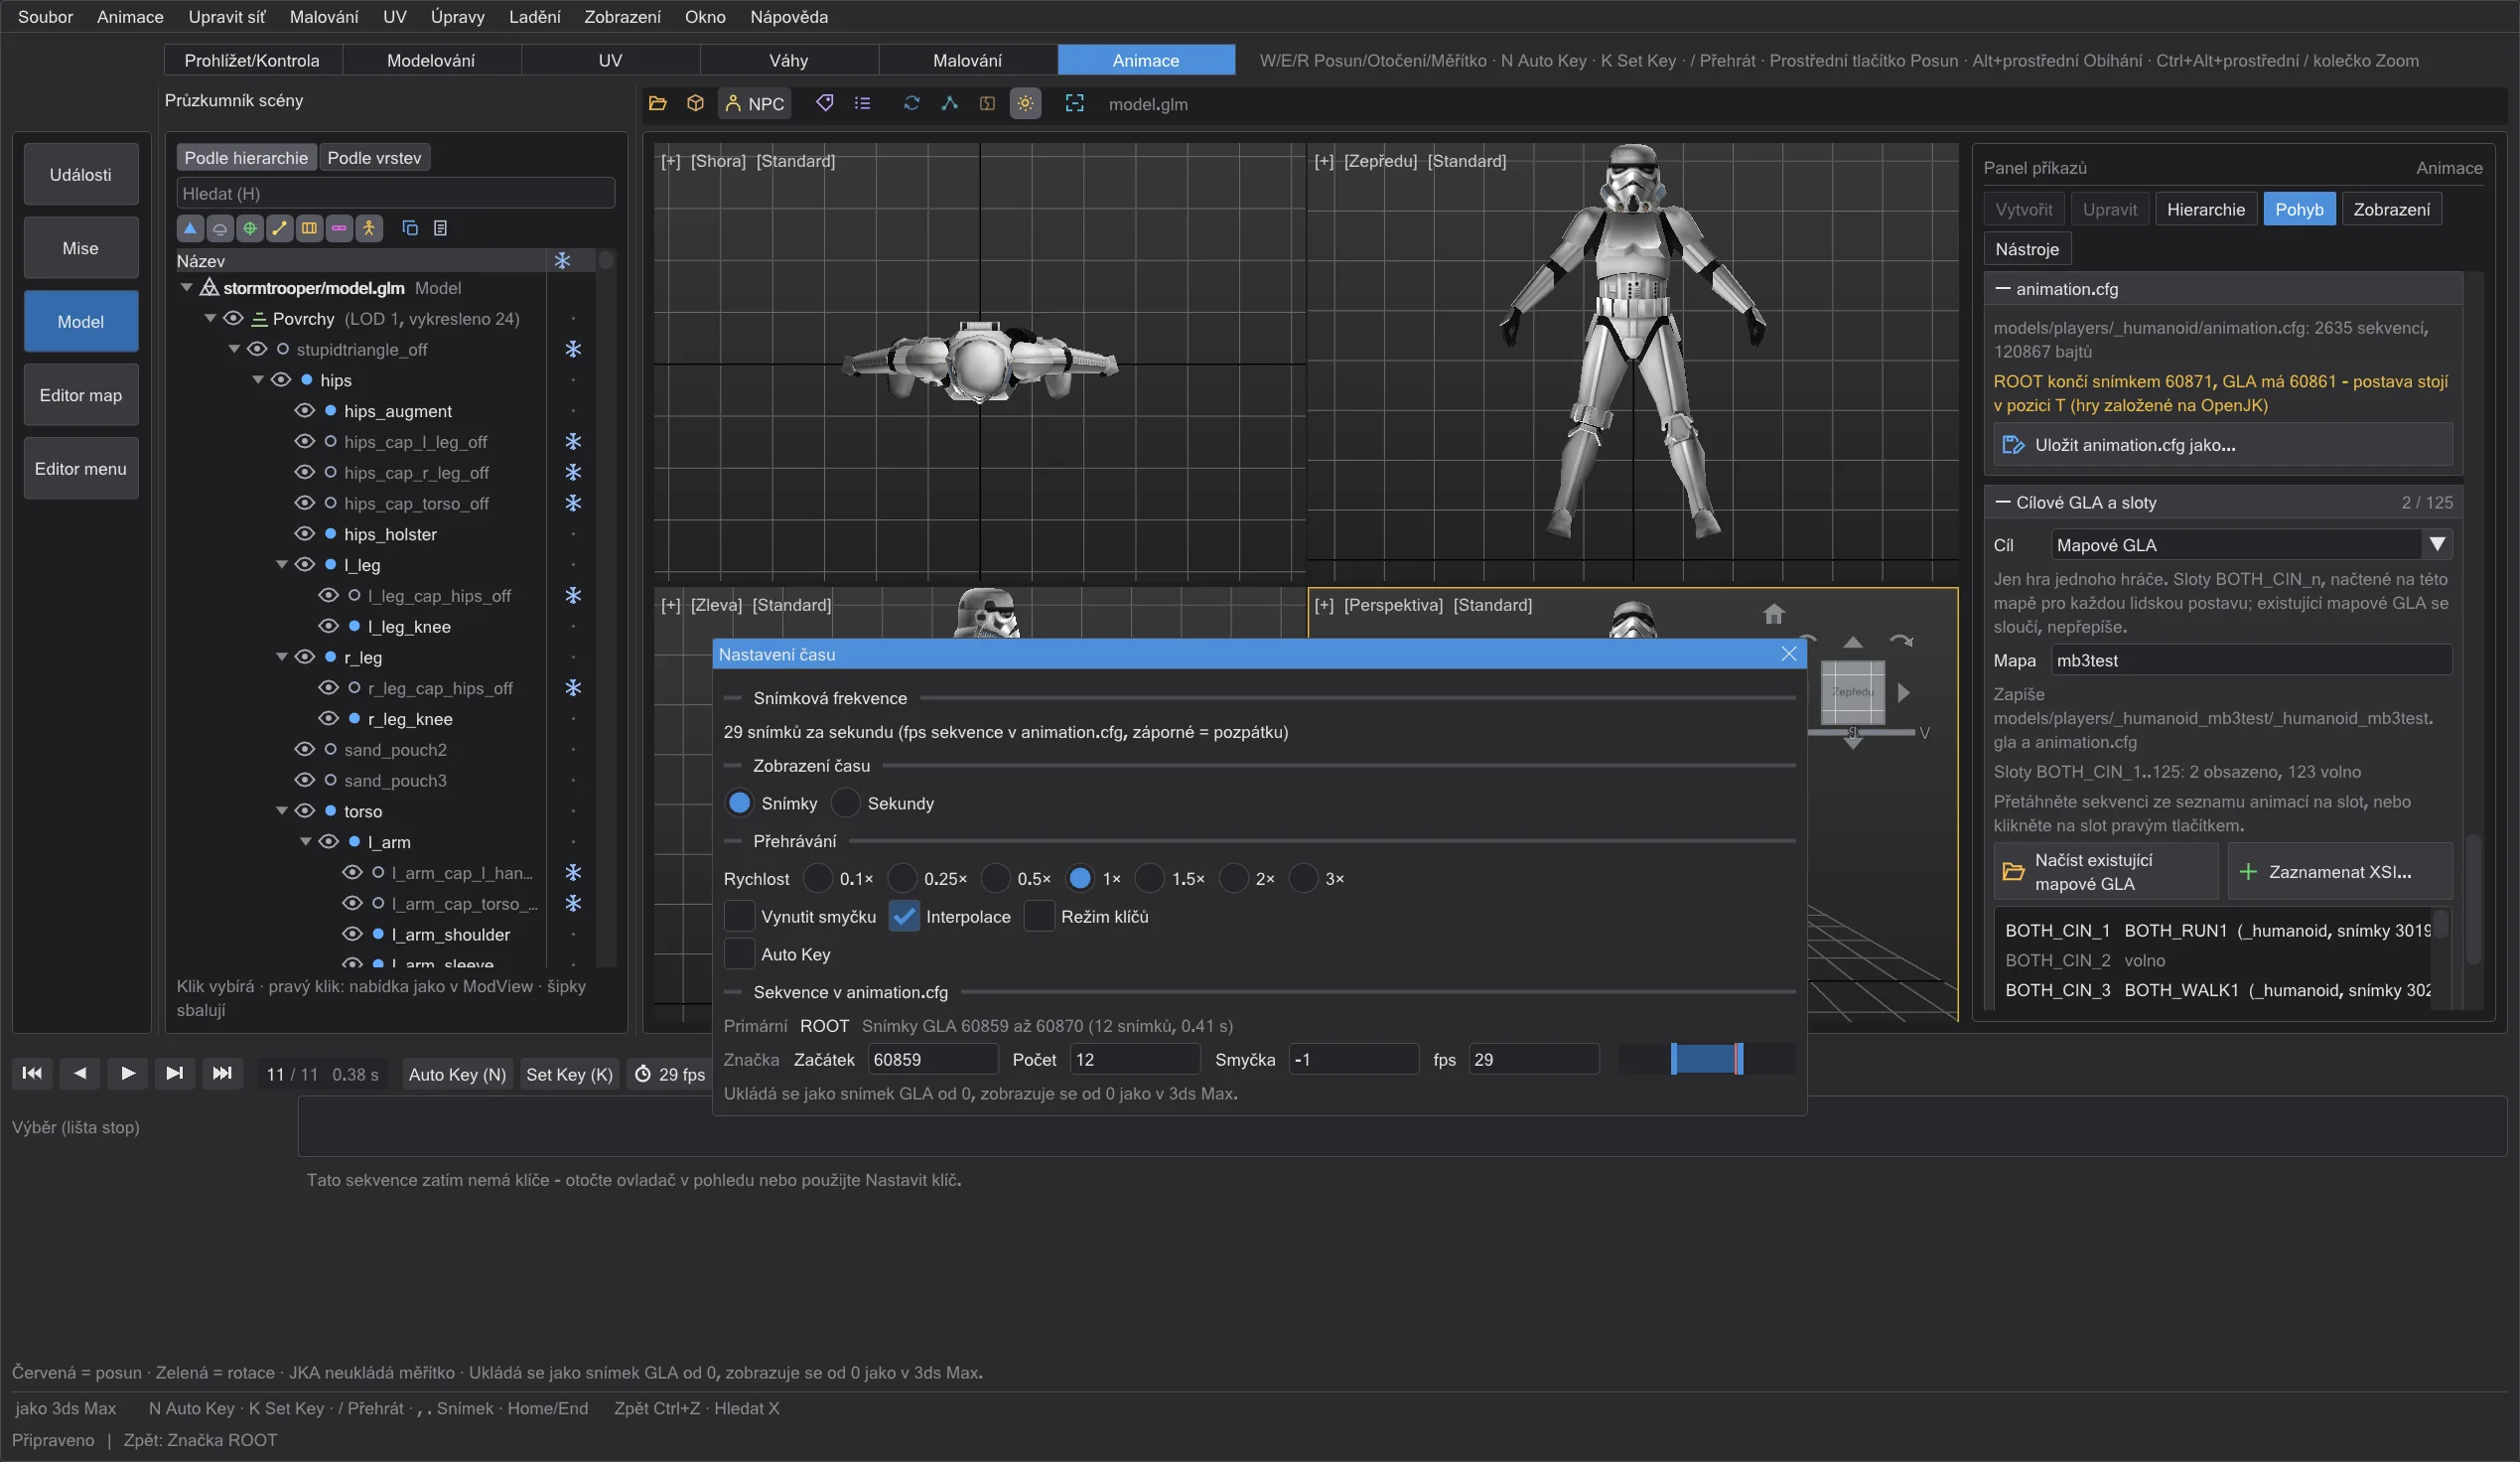 Soubor Animace Upravit síť Malování UV Úpravy Ladění Zobrazení Okno Nápověda
Prohlížet/Kontrola Modelování UV Váhy Malování Animace W/E/R Posun/Otočení/Měřítko · N Auto Key · K Set Key · / Přehrát · Prostřední tlačítko Posun · Alt+prostřední Obíhání · Ctrl+Alt+prostřední / kolečko Zoom
Průzkumník scény
NPC model.glm
Události
Mise
Model
Editor map
Editor menu
Podle hierarchie Podle vrstev
Hledat (H)
Název
stormtrooper/model.glm Model
Povrchy (LOD 1, vykresleno 24)
stupidtriangle_off
hips
hips_augment
hips_cap_l_leg_off
hips_cap_r_leg_off
hips_cap_torso_off
hips_holster
l_leg
l_leg_cap_hips_off
l_leg_knee
r_leg
r_leg_cap_hips_off
r_leg_knee
sand_pouch2
sand_pouch3
torso
l_arm
l_arm_cap_l_han...
l_arm_cap_torso_...
l_arm_shoulder
l_arm_sleeve
Klik vybírá · pravý klik: nabídka jako v ModView · šipky
sbalují
[+] [Shora] [Standard]
[+] [Zepředu] [Standard]
[+] [Zleva] [Standard]
[+] [Perspektiva] [Standard]
Zepředu
V
Nastavení času
Snímková frekvence
29 snímků za sekundu (fps sekvence v animation.cfg, záporné = pozpátku)
Zobrazení času
Snímky Sekundy
Přehrávání
Rychlost 0.1× 0.25× 0.5× 1× 1.5× 2× 3×
Vynutit smyčku Interpolace Režim klíčů
Auto Key
Sekvence v animation.cfg
Primární ROOT Snímky GLA 60859 až 60870 (12 snímků, 0.41 s)
Značka Začátek 60859 Počet 12 Smyčka -1 fps 29
Ukládá se jako snímek GLA od 0, zobrazuje se od 0 jako v 3ds Max.
Panel příkazů Animace
Vytvořit Upravit Hierarchie Pohyb Zobrazení
Nástroje
animation.cfg
models/players/_humanoid/animation.cfg: 2635 sekvencí,
120867 bajtů
ROOT končí snímkem 60871, GLA má 60861 - postava stojí
v pozici T (hry založené na OpenJK)
Uložit animation.cfg jako...
Cílové GLA a sloty 2 / 125
Cíl Mapové GLA
Jen hra jednoho hráče. Sloty BOTH_CIN_n, načtené na této
mapě pro každou lidskou postavu; existující mapové GLA se
sloučí, nepřepíše.
Mapa mb3test
Zapíše
models/players/_humanoid_mb3test/_humanoid_mb3test.
gla a animation.cfg
Sloty BOTH_CIN_1..125: 2 obsazeno, 123 volno
Přetáhněte sekvenci ze seznamu animací na slot, nebo
klikněte na slot pravým tlačítkem.
Načíst existující
mapové GLA
Zaznamenat XSI...
BOTH_CIN_1 BOTH_RUN1 (_humanoid, snímky 3019
BOTH_CIN_2 volno
BOTH_CIN_3 BOTH_WALK1 (_humanoid, snímky 302
11 / 11 0.38 s Auto Key (N) Set Key (K) 29 fps
Výběr (lišta stop)
Tato sekvence zatím nemá klíče - otočte ovladač v pohledu nebo použijte Nastavit klíč.
Červená = posun · Zelená = rotace · JKA neukládá měřítko · Ukládá se jako snímek GLA od 0, zobrazuje se od 0 jako v 3ds Max.
jako 3ds Max N Auto Key · K Set Key · / Přehrát · , . Snímek · Home/End Zpět Ctrl+Z · Hledat X
Připraveno | Zpět: Značka ROOT